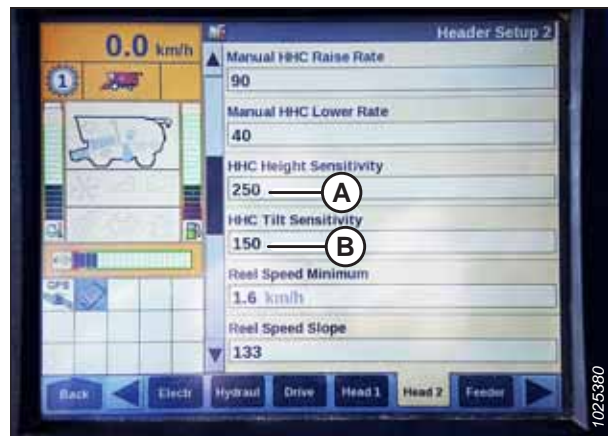 0.0 km/h
Header Setup 2
1
Manual HHC Raise Rate
90
Manual HHC Lower Rate
40
HHC Height Sensitivity
250
A
HHC Tilt Sensitivity
150
B
Reel Speed Minimum
1.6 km/h
GPS
Reel Speed Slope
133
Back
Electr
Hydraul
Drive
Head 1
Head 2
Feeder
1025380